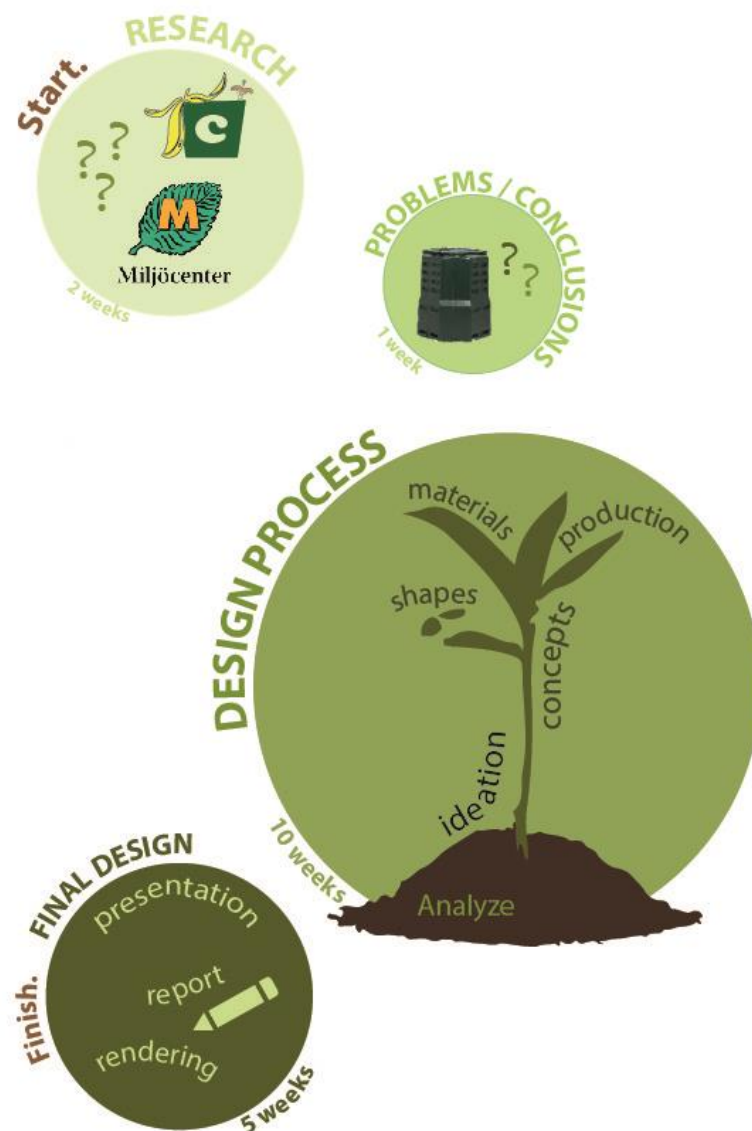 Start.
RESEARCH
? ? ?
C
M
Miljöcenter
2 weeks
PROBLEMS / CONCLUSIONS
? ?
1 week
DESIGN PROCESS
materials
production
shapes
concepts
ideation
10 weeks
Analyze
FINAL DESIGN
presentation
report
rendering
Finish.
5 weeks